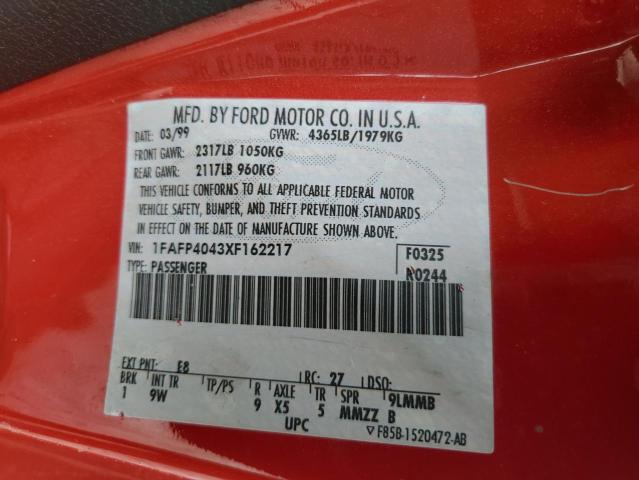 MFD. BY FORD MOTOR CO. IN U.S.A.
DATE: 03/99 GVWR: 4365LB/1979KG
FRONT GAWR: 2317LB 1050KG
REAR GAWR: 2117LB 960KG
THIS VEHICLE CONFORMS TO ALL APPLICABLE FEDERAL MOTOR
VEHICLE SAFETY, BUMPER, AND THEFT PREVENTION STANDARDS
IN EFFECT ON THE DATE OF MANUFACTURE SHOWN ABOVE.
VIN: 1FAFP4043XF162217 F0325
TYPE: PASSENGER R0244
EXT PNT: E8 RC: 27 DSO:
BRK INT TR TP/PS R AXLE TR SPR 9LMMB
1 9W 9 X5 5 MMZZ B
UPC ▽F85B-1520472-AB